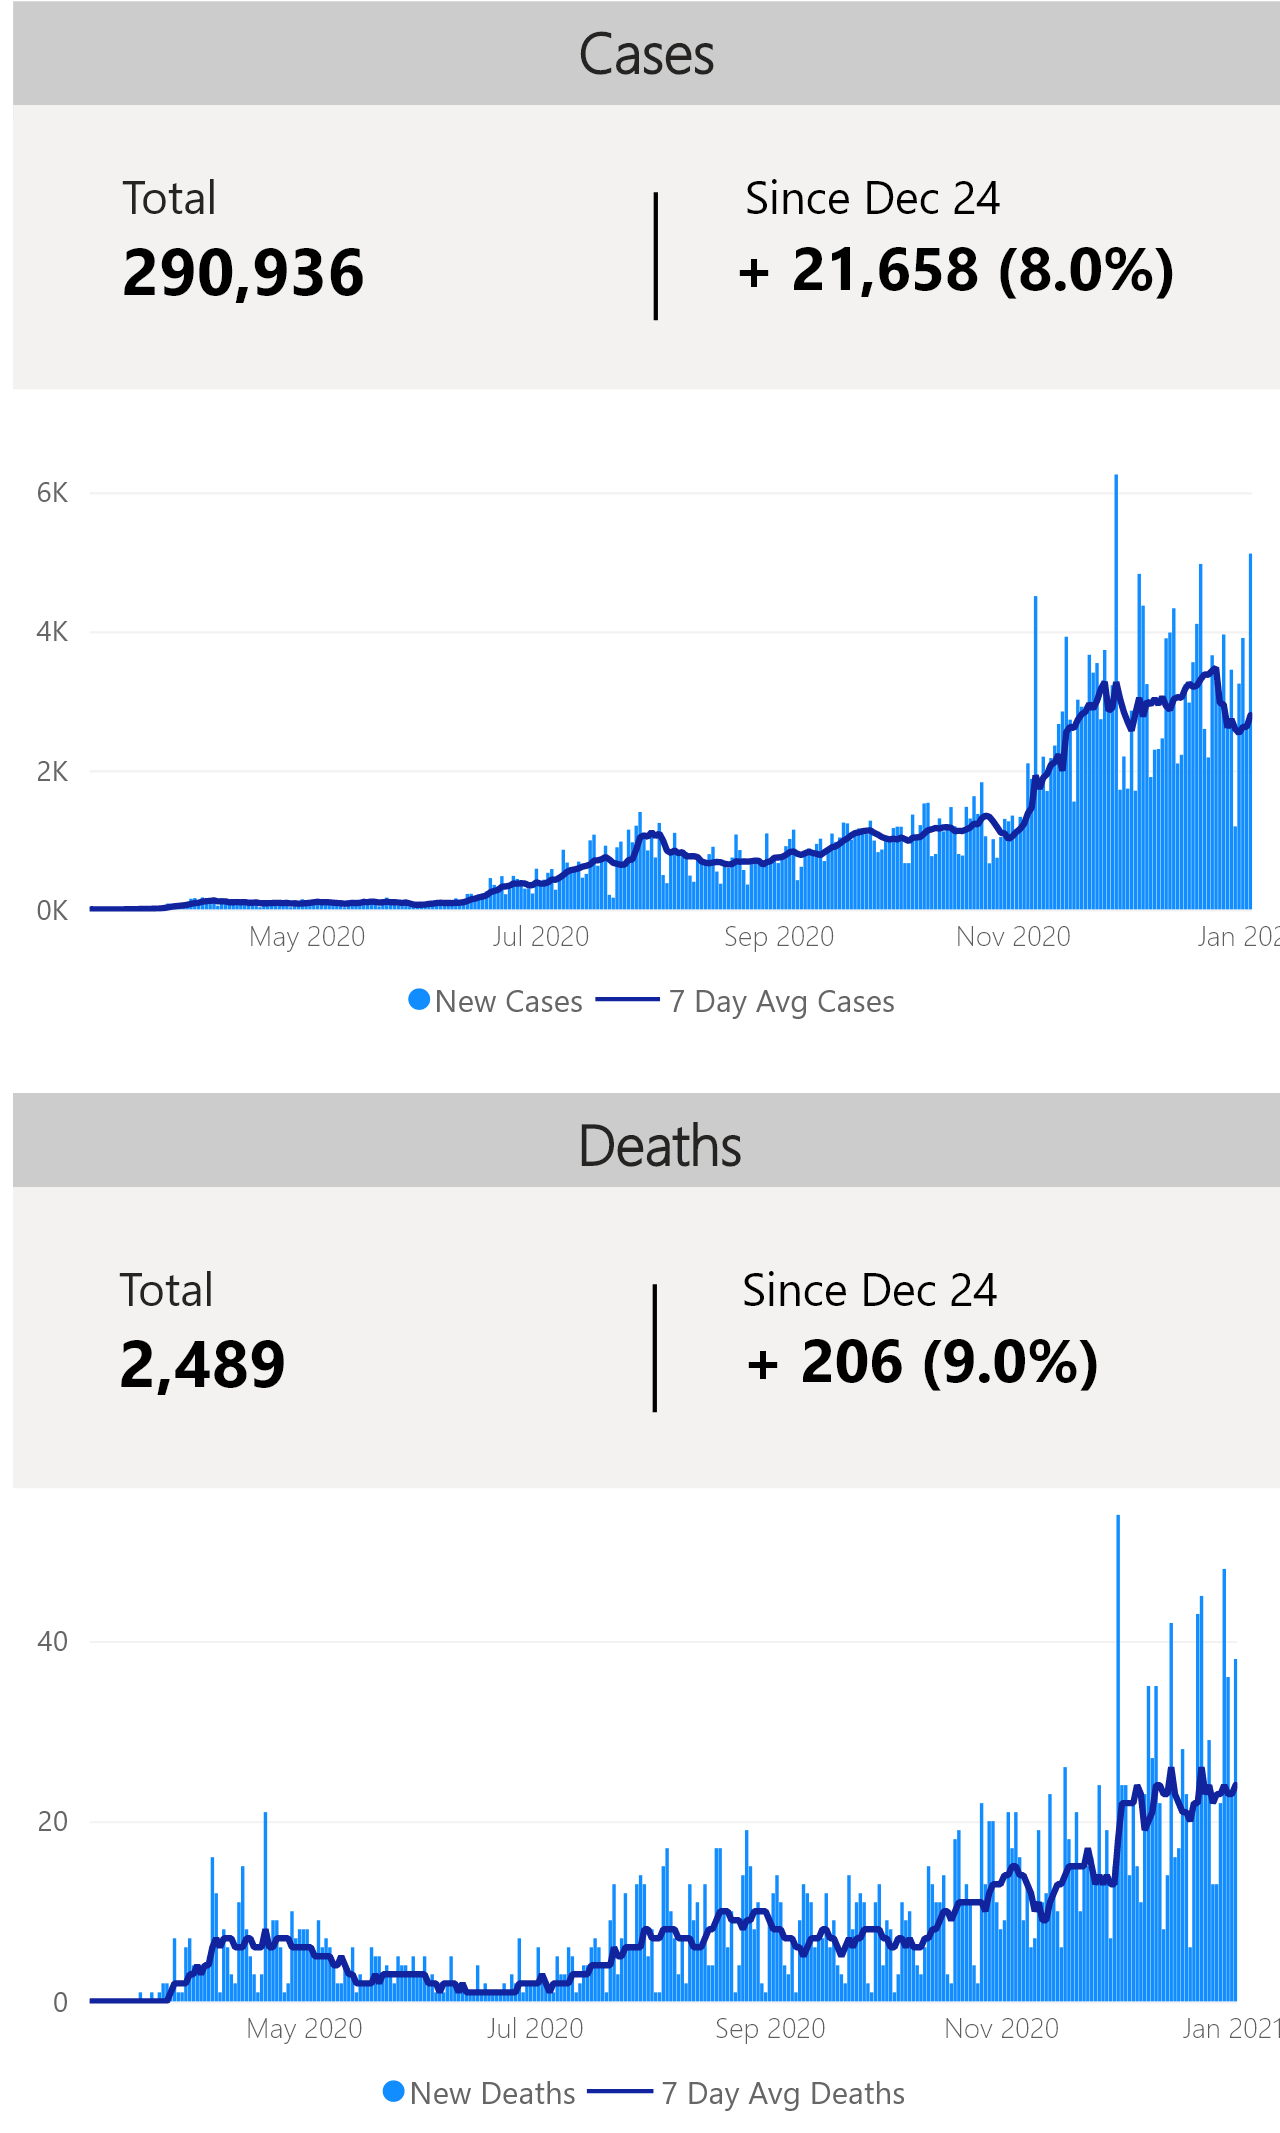 Cases
Total
Since Dec 24
290,936
+ 21,658 (8.0%)
6K
4K
2K
0K
May 2020
Jul 2020
Sep 2020
Nov 2020
Jan 202
New Cases
7 Day Avg Cases
Deaths
Total
Since Dec 24
2,489
+ 206 (9.0%)
40
20
0
May 2020
Jul 2020
Sep 2020
Nov 2020
Jan 2021
New Deaths
7 Day Avg Deaths